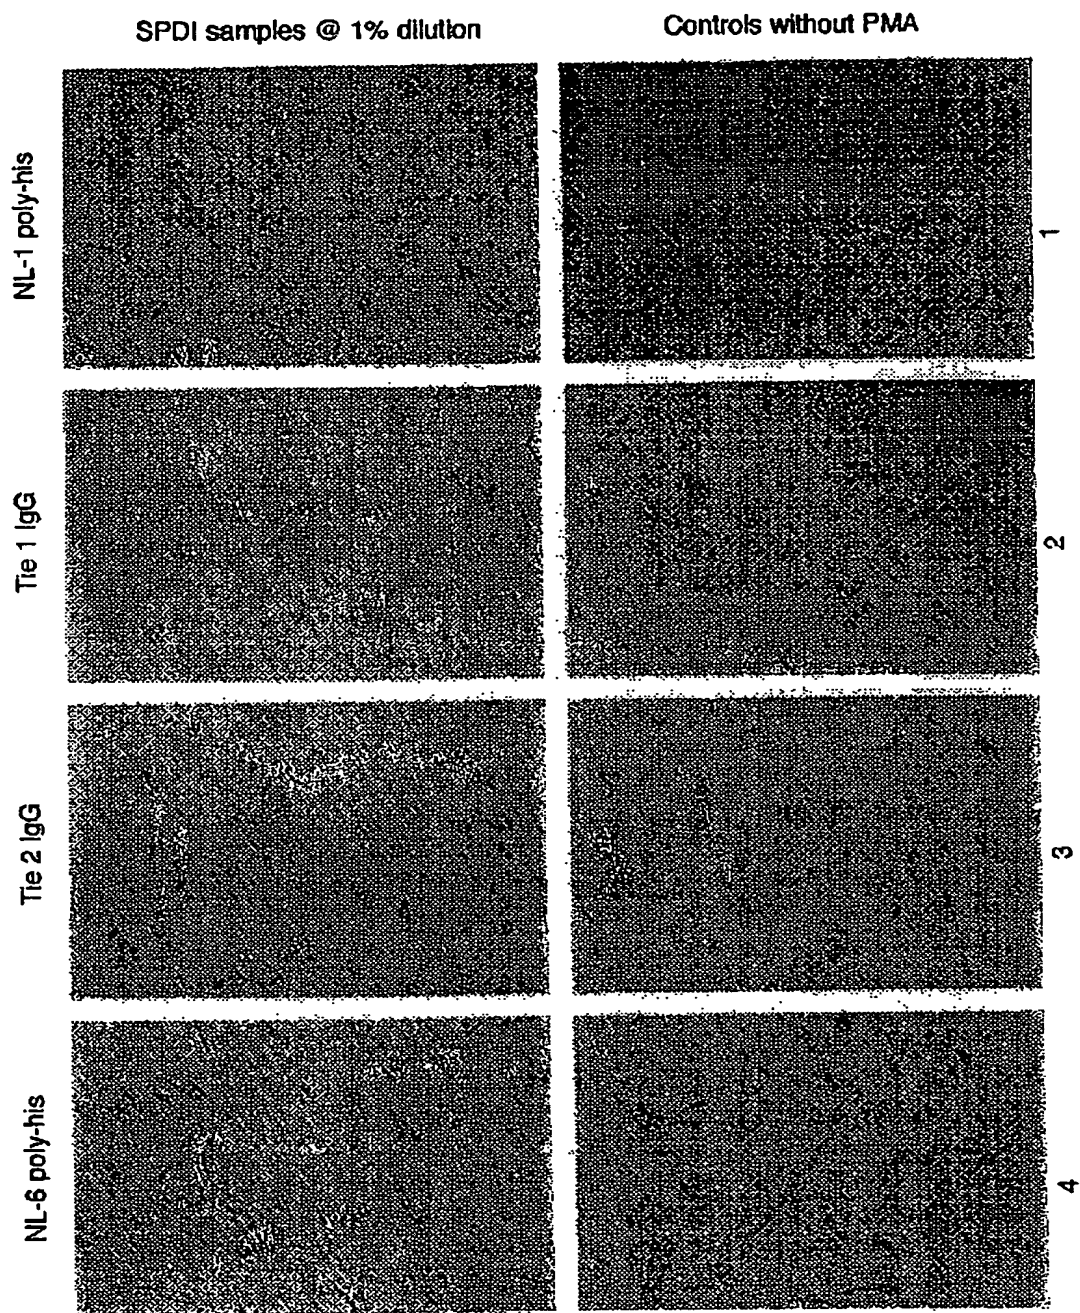 SPDI samples @ 1% dilution
Controls without PMA
NL-1 poly-his
1
Tie 1 IgG
2
Tie 2 IgG
3
NL-6 poly-his
4